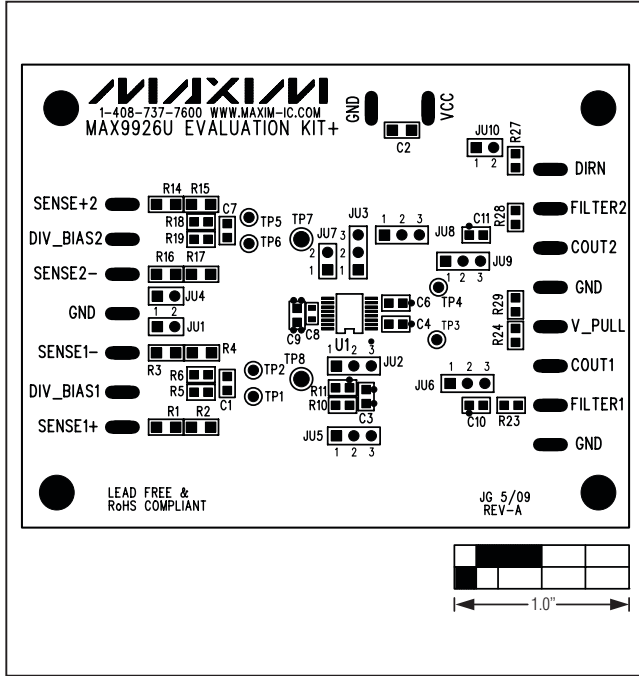 MAXIM
1-408-737-7600 WWW.MAXIM-IC.COM
MAX9926U EVALUATION KIT+
GND
VCC
C2
JU10
1 2
R27
DIRN
SENSE+2
R14 R15
C7
R18
R19
TP5
TP6
TP7
JU7
2
1
JU3
3
2
1
1 2 3
JU8
C11
R28
FILTER2
DIV_BIAS2
COUT2
JU9
1 2 3
SENSE2-
R16 R17
JU4
1 2
JU1
GND
C9
C8
U1
C6
C4
TP4
TP3
GND
R29
R24
V_PULL
SENSE1-
R3 R4
R6
R5
C1
TP2
TP1
TP8
JU2
1 2 3
R11
R10
C3
JU5
1 2 3
COUT1
JU6
1 2 3
C10
R23
FILTER1
DIV_BIAS1
SENSE1+
R1 R2
GND
LEAD FREE &
RoHS COMPLIANT
JG 5/09
REV-A
1.0"